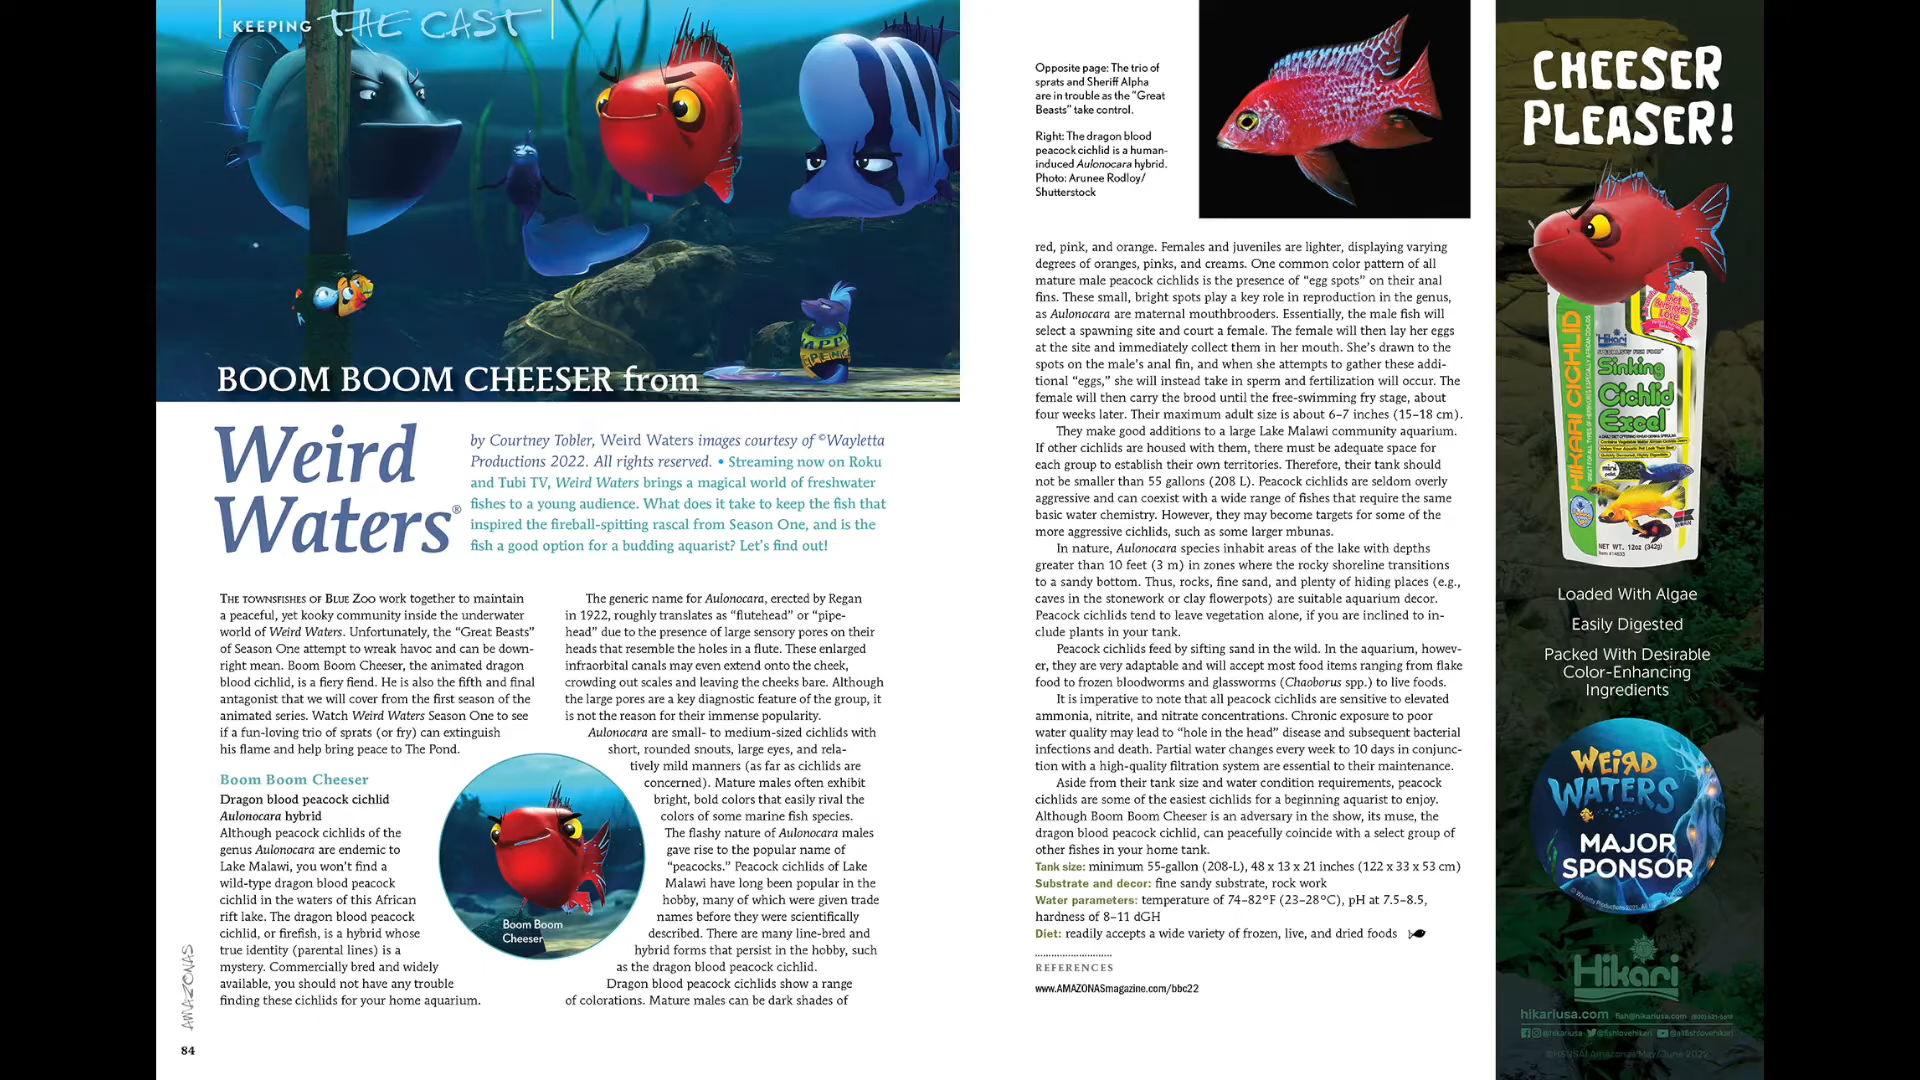 KEEPING THE CAST
BOOM BOOM CHEESER from
Weird
Waters®
by Courtney Tobler, Weird Waters images courtesy of ©Wayletta
Productions 2022. All rights reserved. • Streaming now on Roku
and Tubi TV, Weird Waters brings a magical world of freshwater
fishes to a young audience. What does it take to keep the fish that
inspired the fireball-spitting rascal from Season One, and is the
fish a good option for a budding aquarist? Let's find out!
THE TOWNSFISHES OF BLUE ZOO work together to maintain
a peaceful, yet kooky community inside the underwater
world of Weird Waters. Unfortunately, the "Great Beasts"
of Season One attempt to wreak havoc and can be down-
right mean. Boom Boom Cheeser, the animated dragon
blood cichlid, is a fiery fiend. He is also the fifth and final
antagonist that we will cover from the first season of the
animated series. Watch Weird Waters Season One to see
if a fun-loving trio of sprats (or fry) can extinguish
his flame and help bring peace to The Pond.
Boom Boom Cheeser
Dragon blood peacock cichlid
Aulonocara hybrid
Although peacock cichlids of the
genus Aulonocara are endemic to
Lake Malawi, you won't find a
wild-type dragon blood peacock
cichlid in the waters of this African
rift lake. The dragon blood peacock
cichlid, or firefish, is a hybrid whose
true identity (parental lines) is a
mystery. Commercially bred and widely
available, you should not have any trouble
finding these cichlids for your home aquarium.
Boom Boom
Cheeser
The generic name for Aulonocara, erected by Regan
in 1922, roughly translates as "flutehead" or "pipe-
head" due to the presence of large sensory pores on their
heads that resemble the holes in a flute. These enlarged
infraorbital canals may even extend onto the cheek,
crowding out scales and leaving the cheeks bare. Although
the large pores are a key diagnostic feature of the group, it
is not the reason for their immense popularity.
Aulonocara are small- to medium-sized cichlids with
short, rounded snouts, large eyes, and rela-
tively mild manners (as far as cichlids are
concerned). Mature males often exhibit
bright, bold colors that easily rival the
colors of some marine fish species.
The flashy nature of Aulonocara males
gave rise to the popular name of
"peacocks." Peacock cichlids of Lake
Malawi have long been popular in the
hobby, many of which were given trade
names before they were scientifically
described. There are many line-bred and
hybrid forms that persist in the hobby, such
as the dragon blood peacock cichlid.
Dragon blood peacock cichlids show a range
of colorations. Mature males can be dark shades of
AMAZONAS
84
Opposite page: The trio of
sprats and Sheriff Alpha
are in trouble as the "Great
Beasts" take control.
Right: The dragon blood
peacock cichlid is a human-
induced Aulonocara hybrid.
Photo: Arunee Rodloy/
Shutterstock
red, pink, and orange. Females and juveniles are lighter, displaying varying
degrees of oranges, pinks, and creams. One common color pattern of all
mature male peacock cichlids is the presence of "egg spots" on their anal
fins. These small, bright spots play a key role in reproduction in the genus,
as Aulonocara are maternal mouthbrooders. Essentially, the male fish will
select a spawning site and court a female. The female will then lay her eggs
at the site and immediately collect them in her mouth. She's drawn to the
spots on the male's anal fin, and when she attempts to gather these addi-
tional "eggs," she will instead take in sperm and fertilization will occur. The
female will then carry the brood until the free-swimming fry stage, about
four weeks later. Their maximum adult size is about 6–7 inches (15–18 cm).
They make good additions to a large Lake Malawi community aquarium.
If other cichlids are housed with them, there must be adequate space for
each group to establish their own territories. Therefore, their tank should
not be smaller than 55 gallons (208 L). Peacock cichlids are seldom overly
aggressive and can coexist with a wide range of fishes that require the same
basic water chemistry. However, they may become targets for some of the
more aggressive cichlids, such as some larger mbunas.
In nature, Aulonocara species inhabit areas of the lake with depths
greater than 10 feet (3 m) in zones where the rocky shoreline transitions
to a sandy bottom. Thus, rocks, fine sand, and plenty of hiding places (e.g.,
caves in the stonework or clay flowerpots) are suitable aquarium decor.
Peacock cichlids tend to leave vegetation alone, if you are inclined to in-
clude plants in your tank.
Peacock cichlids feed by sifting sand in the wild. In the aquarium, howev-
er, they are very adaptable and will accept most food items ranging from flake
food to frozen bloodworms and glassworms (Chaoborus spp.) to live foods.
It is imperative to note that all peacock cichlids are sensitive to elevated
ammonia, nitrite, and nitrate concentrations. Chronic exposure to poor
water quality may lead to "hole in the head" disease and subsequent bacterial
infections and death. Partial water changes every week to 10 days in conjunc-
tion with a high-quality filtration system are essential to their maintenance.
Aside from their tank size and water condition requirements, peacock
cichlids are some of the easiest cichlids for a beginning aquarist to enjoy.
Although Boom Boom Cheeser is an adversary in the show, its muse, the
dragon blood peacock cichlid, can peacefully coincide with a select group of
other fishes in your home tank.
Tank size: minimum 55-gallon (208-L), 48 x 13 x 21 inches (122 x 33 x 53 cm)
Substrate and decor: fine sandy substrate, rock work
Water parameters: temperature of 74–82°F (23–28°C), pH at 7.5–8.5,
hardness of 8–11 dGH
Diet: readily accepts a wide variety of frozen, live, and dried foods
REFERENCES
www.AMAZONASmagazine.com/bbc22
CHEESER
PLEASER!
HIKARI CICHLID
Hikari
Sinking
Cichlid
Excel
mini
NET WT. 12oz (342g)
Loaded With Algae
Easily Digested
Packed With Desirable
Color-Enhancing
Ingredients
WEIRD
WATERS
MAJOR
SPONSOR
Hikari
hikariusa.com fish@hikariusa.com
@hikariusa @fishlovehikari @allfishlovehikari